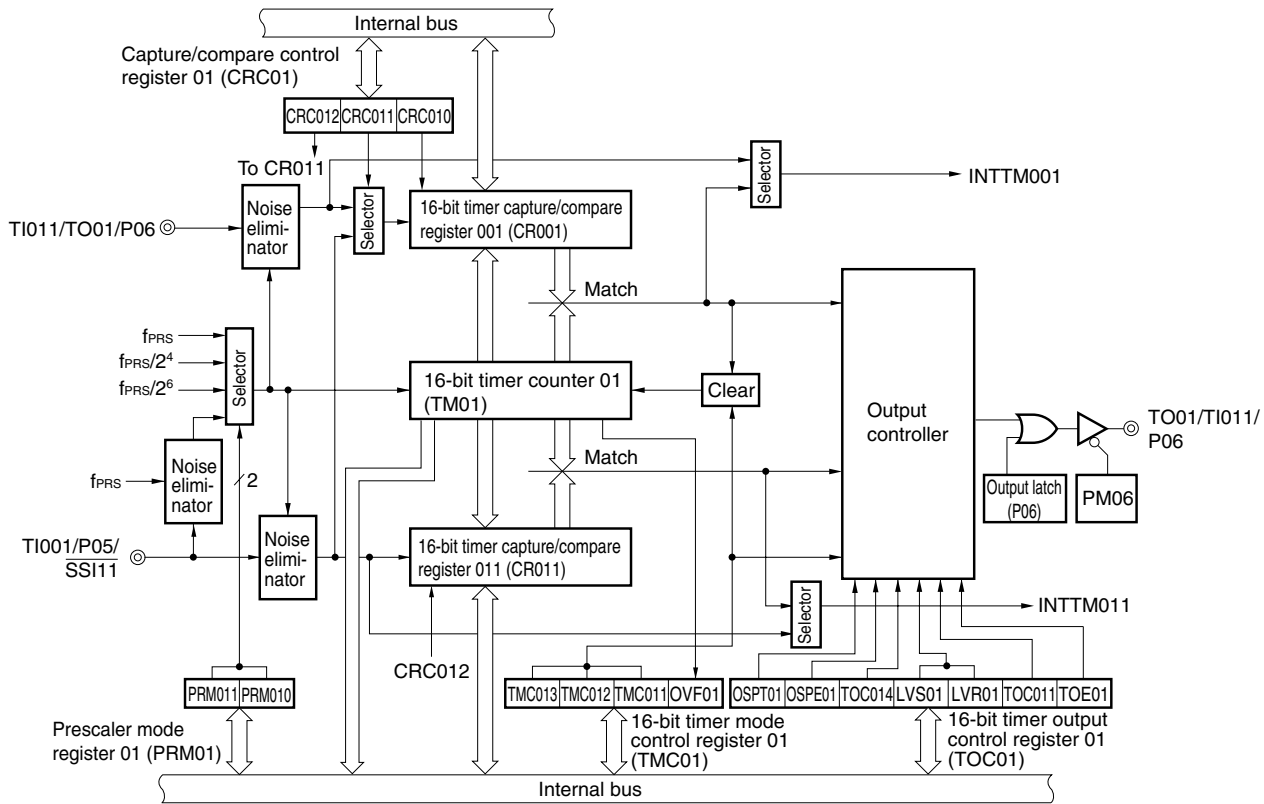 Internal bus
Capture/compare control
register 01 (CRC01)
CRC012 CRC011 CRC010
To CR011
Selector
INTTM001
Noise
elimi-
nator
Selector
16-bit timer capture/compare
register 001 (CR001)
TI011/TO01/P06
Match
fPRS
fPRS/2⁴
fPRS/2⁶
Selector
16-bit timer counter 01
(TM01)
Clear
Output
controller
TO01/TI011/
P06
Noise
elimi-
nator
fPRS
2
Match
Output latch
(P06)
PM06
TI001/P05/
SSI11
Noise
elimi-
nator
16-bit timer capture/compare
register 011 (CR011)
Selector
INTTM011
CRC012
PRM011 PRM010
TMC013 TMC012 TMC011 OVF01
OSPT01 OSPE01 TOC014 LVS01 LVR01 TOC011 TOE01
Prescaler mode
register 01 (PRM01)
16-bit timer mode
control register 01
(TMC01)
16-bit timer output
control register 01
(TOC01)
Internal bus